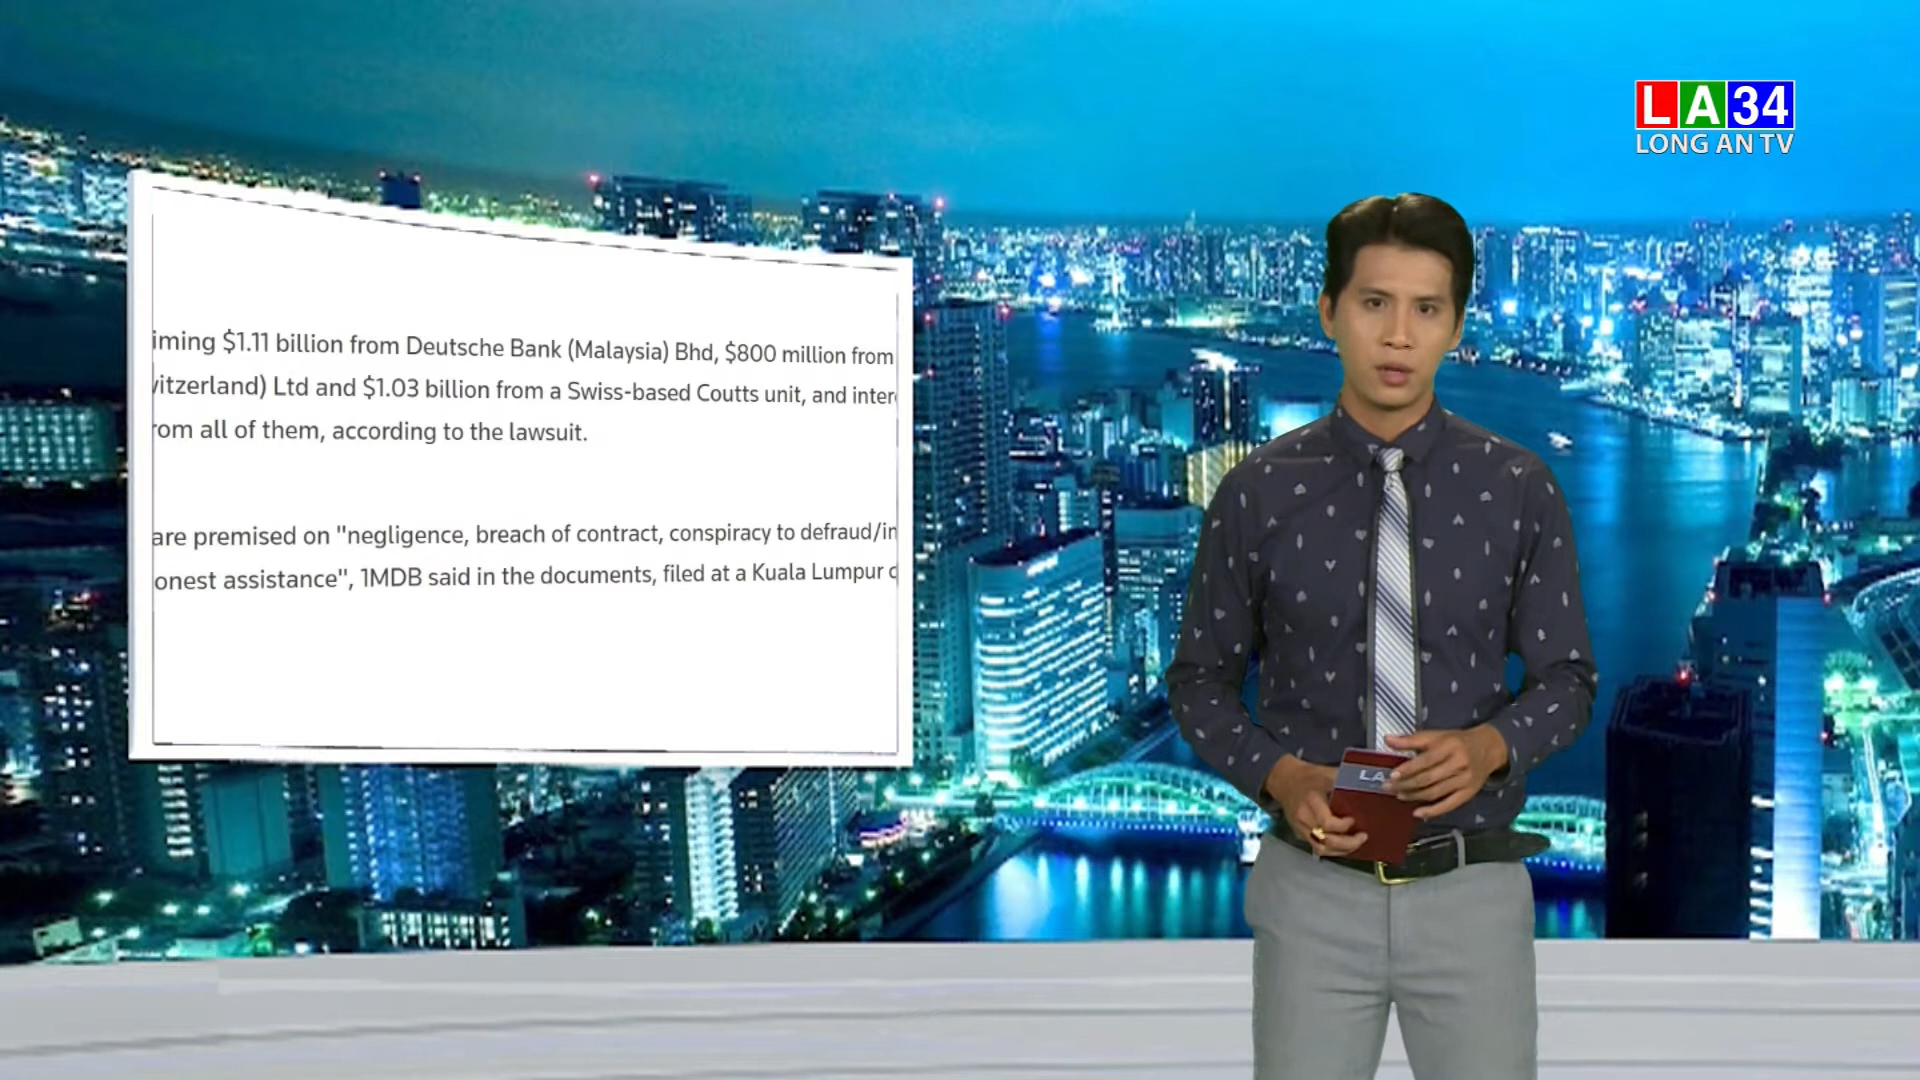 LA34
LONG AN TV
iming $1.11 billion from Deutsche Bank (Malaysia) Bhd, $800 million from
itzerland) Ltd and $1.03 billion from a Swiss-based Coutts unit, and inter
rom all of them, according to the lawsuit.
are premised on "negligence, breach of contract, conspiracy to defraud/in
onest assistance", 1MDB said in the documents, filed at a Kuala Lumpur c
LA